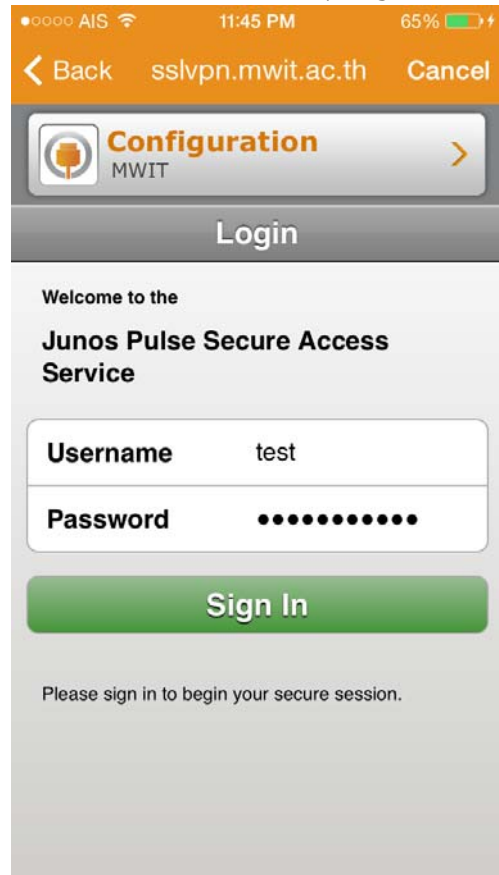 AIS 11:45 PM 65%
Back sslvpn.mwit.ac.th Cancel
Configuration
MWIT
Login
Welcome to the
Junos Pulse Secure Access
Service
Username test
Password •••••••••••
Sign In
Please sign in to begin your secure session.